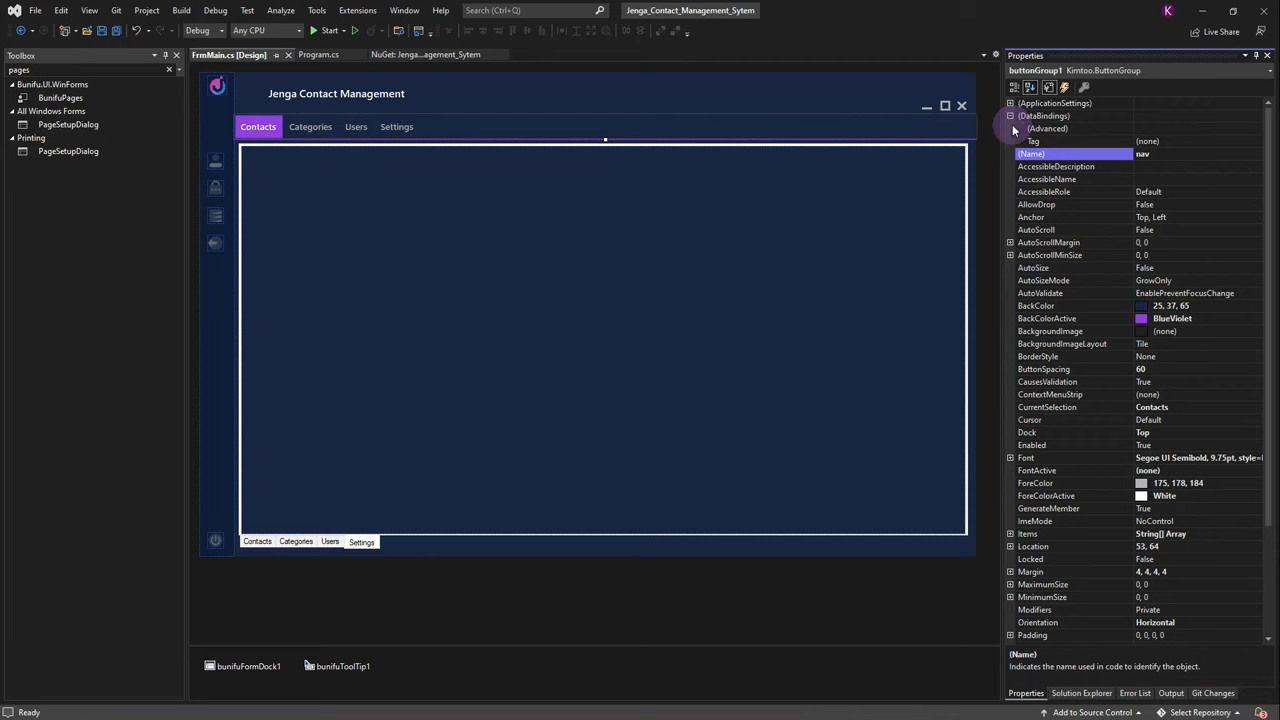 File Edit View Git Project Build Debug Test Analyze Tools Extensions Window Help Search (Ctrl+Q) Jenga_Contact_Management_Sytem K
Debug Any CPU Start Live Share
Toolbox
pages
Bunifu.UI.WinForms
BunifuPages
All Windows Forms
PageSetupDialog
Printing
PageSetupDialog
FrmMain.cs [Design] Program.cs NuGet: Jenga...agement_Sytem
Jenga Contact Management
Contacts Categories Users Settings
Contacts Categories Users Settings
bunifuFormDock1 bunifuToolTip1
Properties
buttonGroup1 Kimtoo.ButtonGroup
(ApplicationSettings)
(DataBindings)
(Advanced)
Tag (none)
(Name) nav
AccessibleDescription
AccessibleName
AccessibleRole Default
AllowDrop False
Anchor Top, Left
AutoScroll False
AutoScrollMargin 0, 0
AutoScrollMinSize 0, 0
AutoSize False
AutoSizeMode GrowOnly
AutoValidate EnablePreventFocusChange
BackColor 25, 37, 65
BackColorActive BlueViolet
BackgroundImage (none)
BackgroundImageLayout Tile
BorderStyle None
ButtonSpacing 60
CausesValidation True
ContextMenuStrip (none)
CurrentSelection Contacts
Cursor Default
Dock Top
Enabled True
Font Segoe UI Semibold, 9.75pt, style=
FontActive (none)
ForeColor 175, 178, 184
ForeColorActive White
GenerateMember True
ImeMode NoControl
Items String[] Array
Location 53, 64
Locked False
Margin 4, 4, 4, 4
MaximumSize 0, 0
MinimumSize 0, 0
Modifiers Private
Orientation Horizontal
Padding 0, 0, 0, 0
(Name)
Indicates the name used in code to identify the object.
Properties Solution Explorer Error List Output Git Changes
Ready Add to Source Control Select Repository